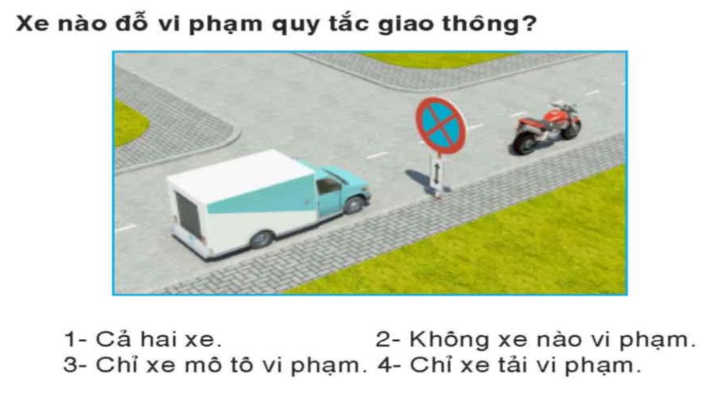 Xe nào đỗ vi phạm quy tắc giao thông?
1- Cả hai xe. 2- Không xe nào vi phạm.
3- Chỉ xe mô tô vi phạm. 4- Chỉ xe tải vi phạm.